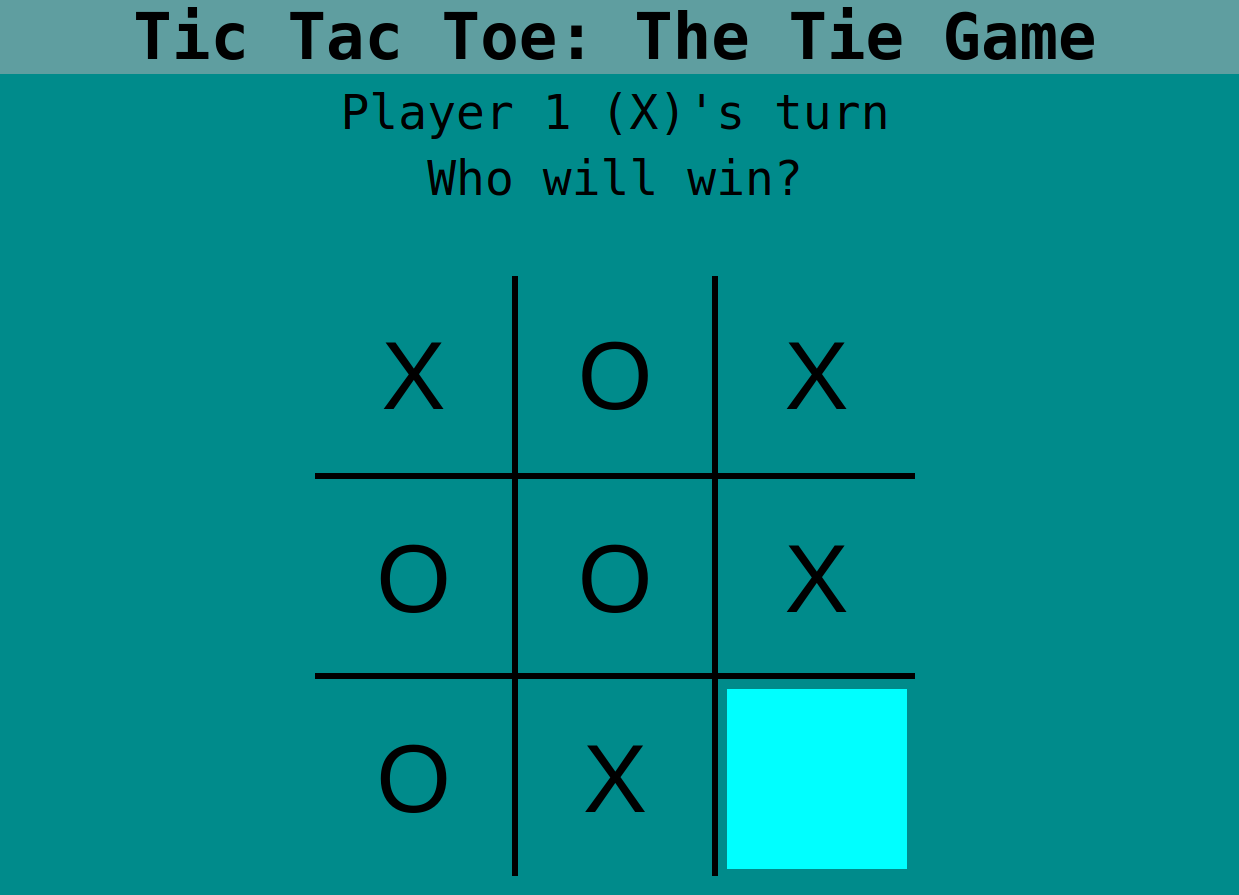 Tic Tac Toe: The Tie Game
Player 1 (X)'s turn
Who will win?
X O X
O O X
O X